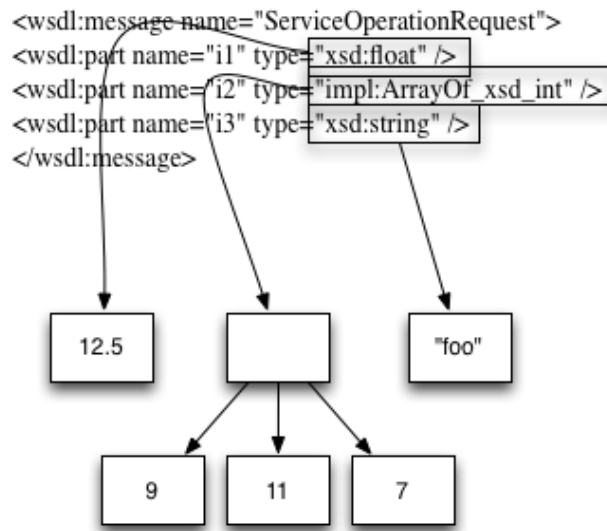 <wsdl:message name="ServiceOperationRequest">
<wsdl:part name="i1" type="xsd:float" />
<wsdl:part name="i2" type="impl:ArrayOf_xsd_int" />
<wsdl:part name="i3" type="xsd:string" />
</wsdl:message>
12.5
"foo"
9
11
7